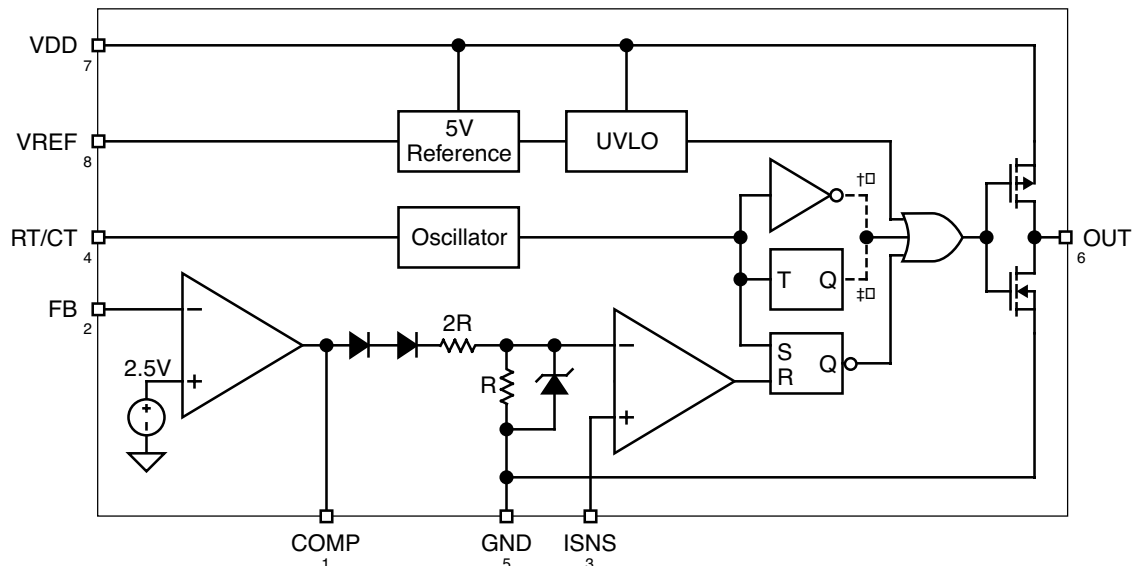 VDD
7
VREF
8
5V
Reference
UVLO
RT/CT
4
Oscillator
†□
T Q
‡□
OUT
6
FB
2
−
2.5V
+
+
-
2R
R
−
+
S
R
Q
COMP
1
GND
5
ISNS
3